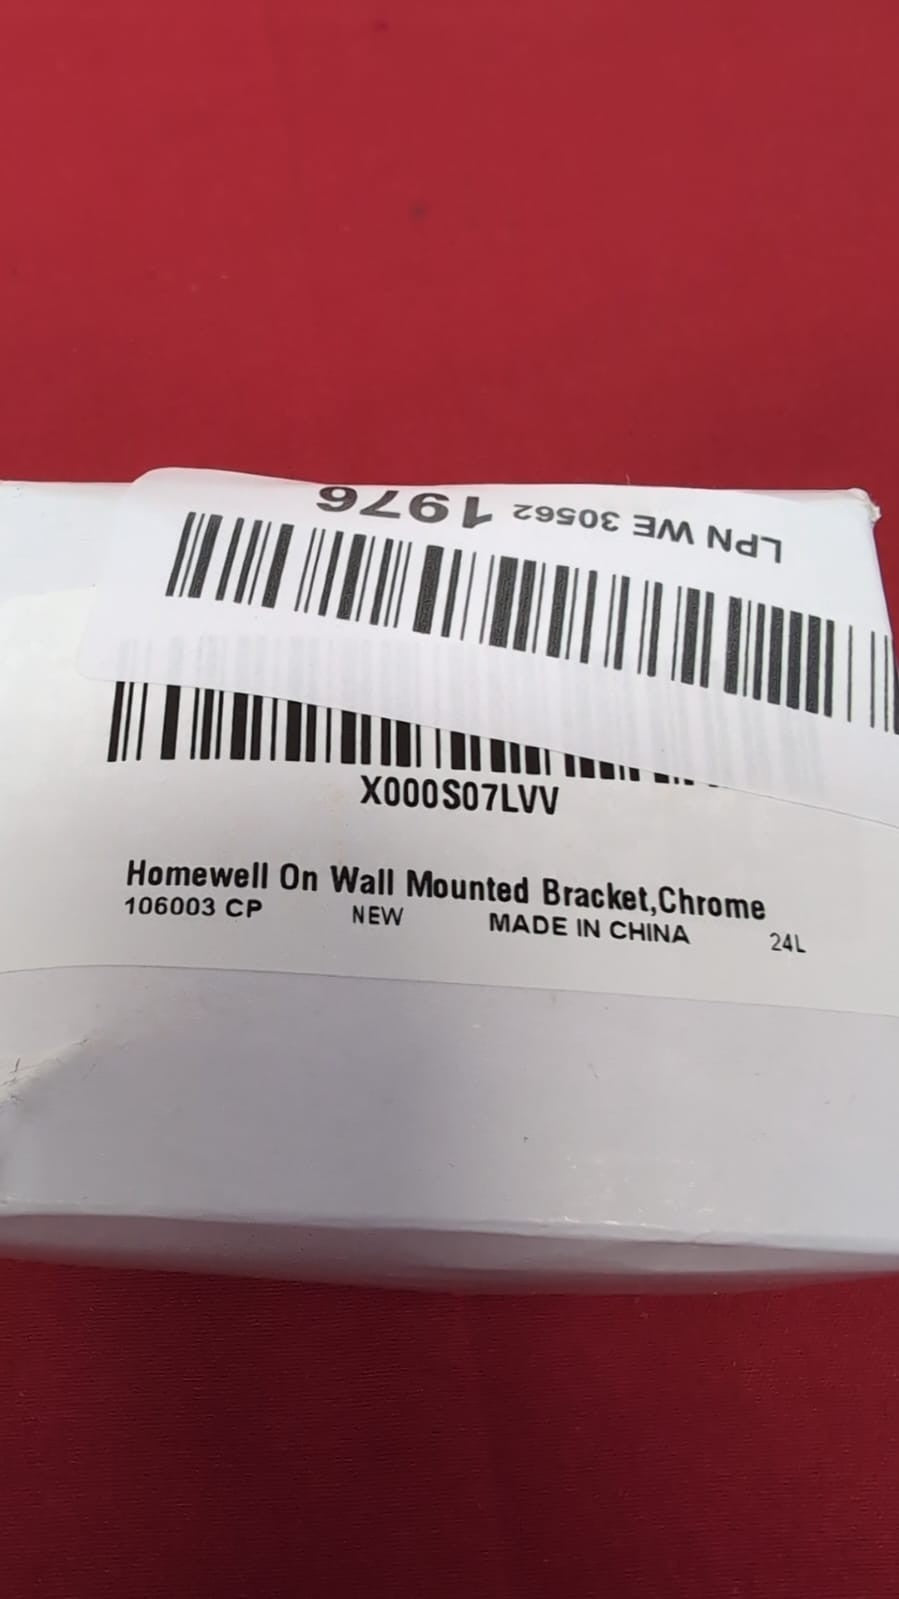 LPN WE 30562 1976
X000S07LVV
Homewell On Wall Mounted Bracket,Chrome
106003 CP NEW MADE IN CHINA 24L